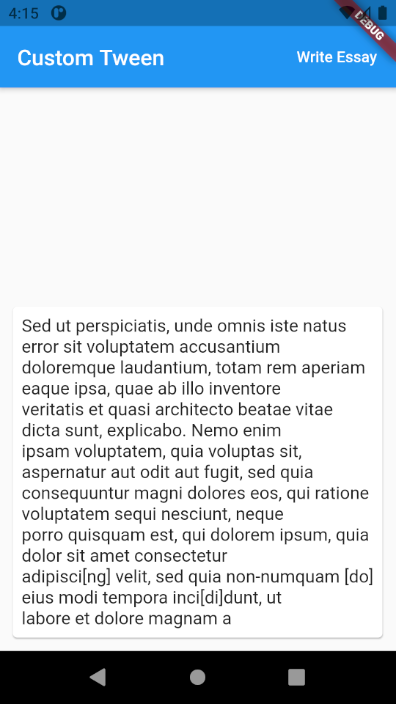 4:15
DEBUG
Custom Tween
Write Essay
Sed ut perspiciatis, unde omnis iste natus
error sit voluptatem accusantium
doloremque laudantium, totam rem aperiam
eaque ipsa, quae ab illo inventore
veritatis et quasi architecto beatae vitae
dicta sunt, explicabo. Nemo enim
ipsam voluptatem, quia voluptas sit,
aspernatur aut odit aut fugit, sed quia
consequuntur magni dolores eos, qui ratione
voluptatem sequi nesciunt, neque
porro quisquam est, qui dolorem ipsum, quia
dolor sit amet consectetur
adipisci[ng] velit, sed quia non-numquam [do]
eius modi tempora inci[di]dunt, ut
labore et dolore magnam a